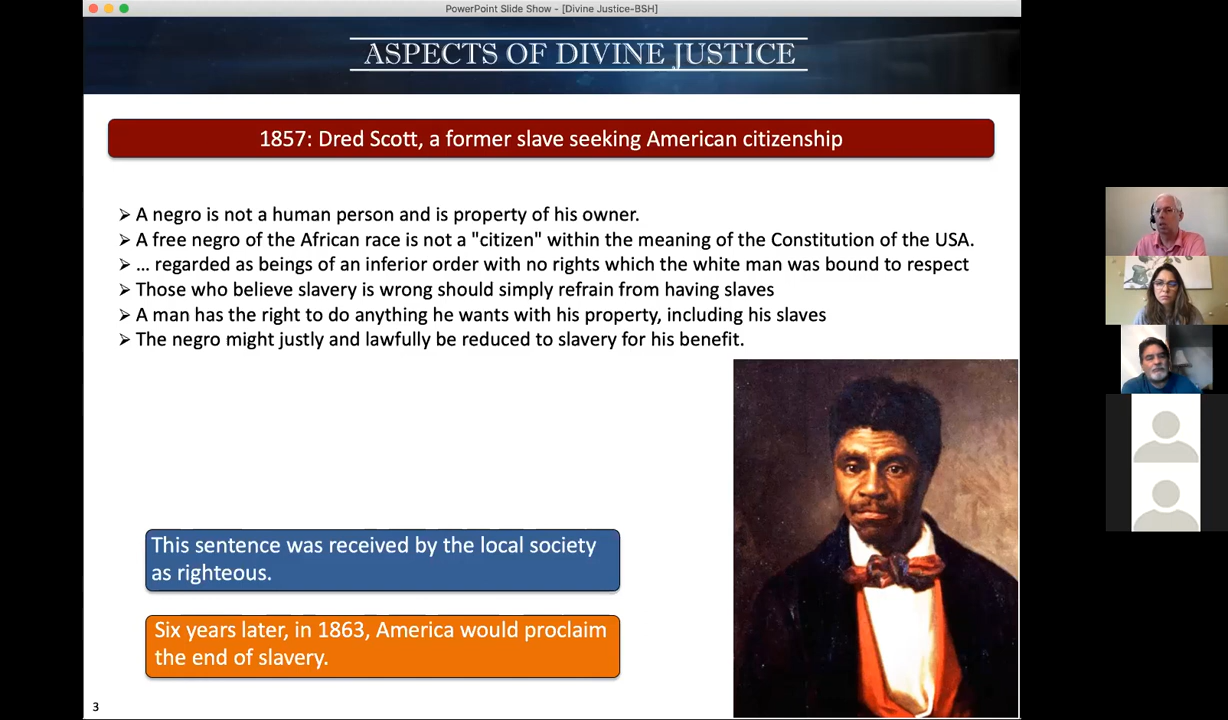 PowerPoint Slide Show - [Divine Justice-BSH]
ASPECTS OF DIVINE JUSTICE
1857: Dred Scott, a former slave seeking American citizenship
➢ A negro is not a human person and is property of his owner.
➢ A free negro of the African race is not a "citizen" within the meaning of the Constitution of the USA.
➢ ... regarded as beings of an inferior order with no rights which the white man was bound to respect
➢ Those who believe slavery is wrong should simply refrain from having slaves
➢ A man has the right to do anything he wants with his property, including his slaves
➢ The negro might justly and lawfully be reduced to slavery for his benefit.
This sentence was received by the local society
as righteous.
Six years later, in 1863, America would proclaim
the end of slavery.
3